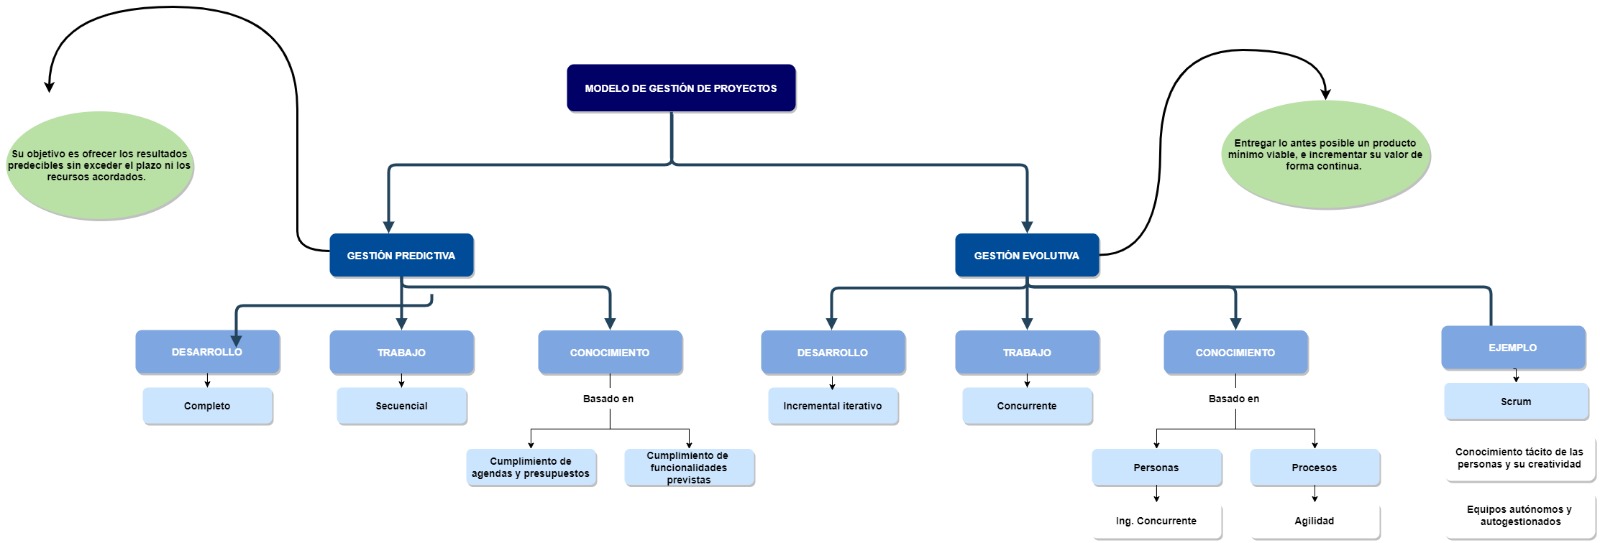 MODELO DE GESTIÓN DE PROYECTOS
Su objetivo es ofrecer los resultados
predecibles sin exceder el plazo ni los
recursos acordados.
Entregar lo antes posible un producto
mínimo viable, e incrementar su valor de
forma continua.
GESTIÓN PREDICTIVA
GESTIÓN EVOLUTIVA
DESARROLLO
TRABAJO
CONOCIMIENTO
DESARROLLO
TRABAJO
CONOCIMIENTO
EJEMPLO
Completo
Secuencial
Basado en
Incremental iterativo
Concurrente
Basado en
Scrum
Cumplimiento de
agendas y presupuestos
Cumplimiento de
funcionalidades
previstas
Personas
Procesos
Conocimiento tácito de las
personas y su creatividad
Ing. Concurrente
Agilidad
Equipos autónomos y
autogestionados